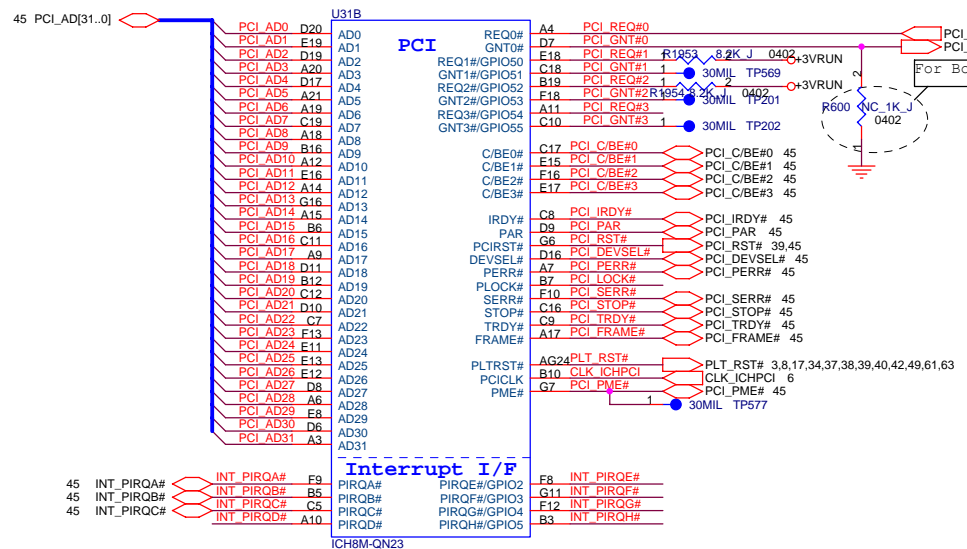 U31B
45 PCI_AD[31..0]
PCI
PCI_AD0 D20 AD0 REQ0# A4 PCI_REQ#0 PCI_
PCI_AD1 E19 AD1 GNT0# D7 PCI_GNT#0 PCI_
PCI_AD2 D19 AD2 REQ1#/GPIO50 E18 PCI_REQ#1 R1953 8.2K_J 2 0402 +3VRUN
PCI_AD3 A20 AD3 GNT1#/GPIO51 C18 PCI_GNT#1 1 30MIL TP569
PCI_AD4 D17 AD4 REQ2#/GPIO52 B19 PCI_REQ#2 1 R1954 8.2K_J 2 0402 +3VRUN
PCI_AD5 A21 AD5 GNT2#/GPIO53 F18 PCI_GNT#2 1 30MIL TP201
PCI_AD6 A19 AD6 REQ3#/GPIO54 A11 PCI_REQ#3
PCI_AD7 C19 AD7 GNT3#/GPIO55 C10 PCI_GNT#3 1 30MIL TP202
For Bo
2
R600 NC_1K_J
0402
1
PCI_AD8 A18 AD8
PCI_AD9 B16 AD9 C/BE0# C17 PCI_C/BE#0 PCI_C/BE#0 45
PCI_AD10 A12 AD10 C/BE1# E15 PCI_C/BE#1 PCI_C/BE#1 45
PCI_AD11 E16 AD11 C/BE2# F16 PCI_C/BE#2 PCI_C/BE#2 45
PCI_AD12 A14 AD12 C/BE3# E17 PCI_C/BE#3 PCI_C/BE#3 45
PCI_AD13 G16 AD13
PCI_AD14 A15 AD14 IRDY# C8 PCI_IRDY# PCI_IRDY# 45
PCI_AD15 B6 AD15 PAR D9 PCI_PAR PCI_PAR 45
PCI_AD16 C11 AD16 PCIRST# G6 PCI_RST# PCI_RST# 39,45
PCI_AD17 A9 AD17 DEVSEL# D16 PCI_DEVSEL# PCI_DEVSEL# 45
PCI_AD18 D11 AD18 PERR# A7 PCI_PERR# PCI_PERR# 45
PCI_AD19 B12 AD19 PLOCK# B7 PCI_LOCK#
PCI_AD20 C12 AD20 SERR# F10 PCI_SERR# PCI_SERR# 45
PCI_AD21 D10 AD21 STOP# C16 PCI_STOP# PCI_STOP# 45
PCI_AD22 C7 AD22 TRDY# C9 PCI_TRDY# PCI_TRDY# 45
PCI_AD23 F13 AD23 FRAME# A17 PCI_FRAME# PCI_FRAME# 45
PCI_AD24 E11 AD24
PCI_AD25 E13 AD25 PLTRST# AG24 PLT_RST# PLT_RST# 3,8,17,34,37,38,39,40,42,49,61,63
PCI_AD26 E12 AD26 PCICLK B10 CLK_ICHPCI CLK_ICHPCI 6
PCI_AD27 D8 AD27 PME# G7 PCI_PME# PCI_PME# 45
PCI_AD28 A6 AD28 1 30MIL TP577
PCI_AD29 E8 AD29
PCI_AD30 D6 AD30
PCI_AD31 A3 AD31
Interrupt I/F
45 INT_PIRQA# INT_PIRQA# F9 PIRQA# PIRQE#/GPIO2 F8 INT_PIRQE#
45 INT_PIRQB# INT_PIRQB# B5 PIRQB# PIRQF#/GPIO3 G11 INT_PIRQF#
45 INT_PIRQC# INT_PIRQC# C5 PIRQC# PIRQG#/GPIO4 F12 INT_PIRQG#
INT_PIRQD# A10 PIRQD# PIRQH#/GPIO5 B3 INT_PIRQH#
ICH8M-QN23